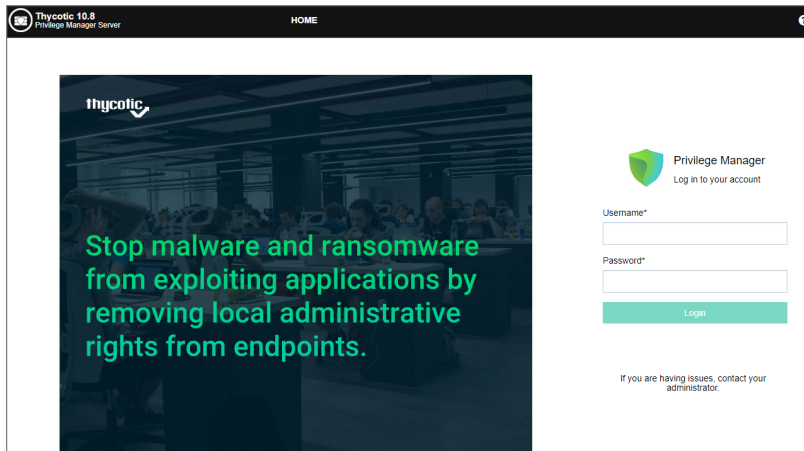 Thycotic 10.8
Privilege Manager Server
HOME
thycotic
Stop malware and ransomware
from exploiting applications by
removing local administrative
rights from endpoints.
Privilege Manager
Log in to your account
Username*
Password*
Login
If you are having issues, contact your
administrator.